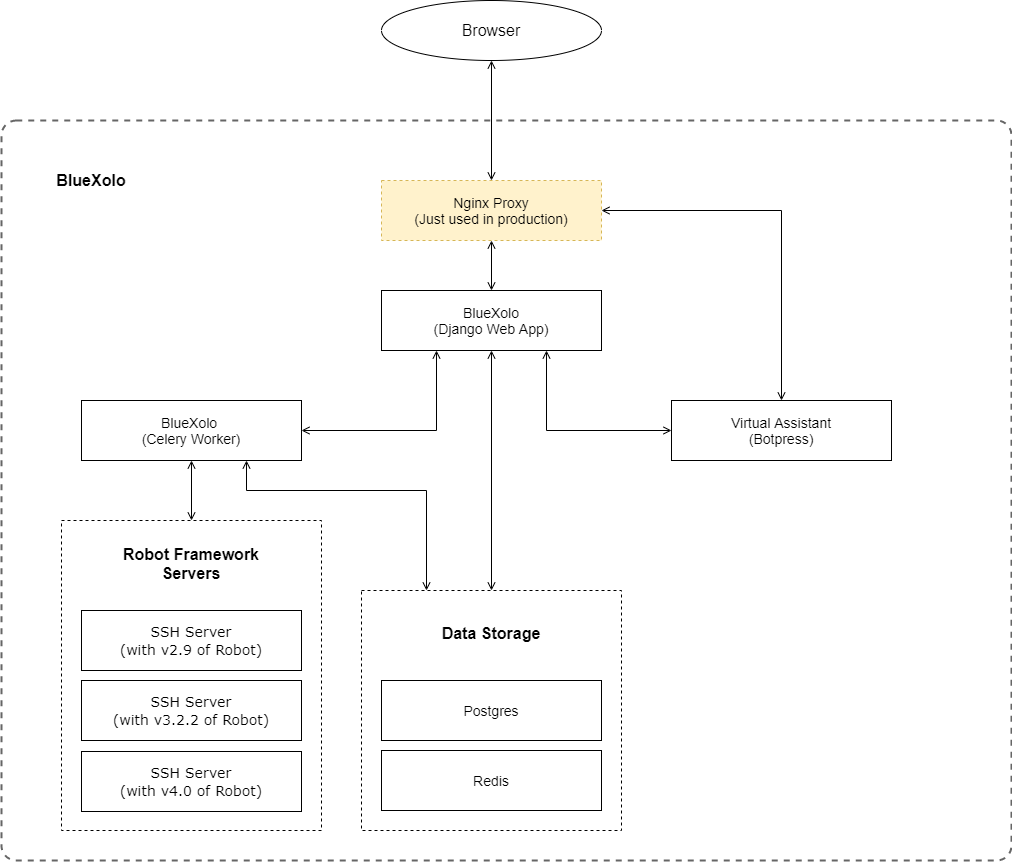 Browser
BlueXolo
Nginx Proxy
(Just used in production)
BlueXolo
(Django Web App)
BlueXolo
(Celery Worker)
Virtual Assistant
(Botpress)
Robot Framework
Servers
SSH Server
(with v2.9 of Robot)
SSH Server
(with v3.2.2 of Robot)
SSH Server
(with v4.0 of Robot)
Data Storage
Postgres
Redis